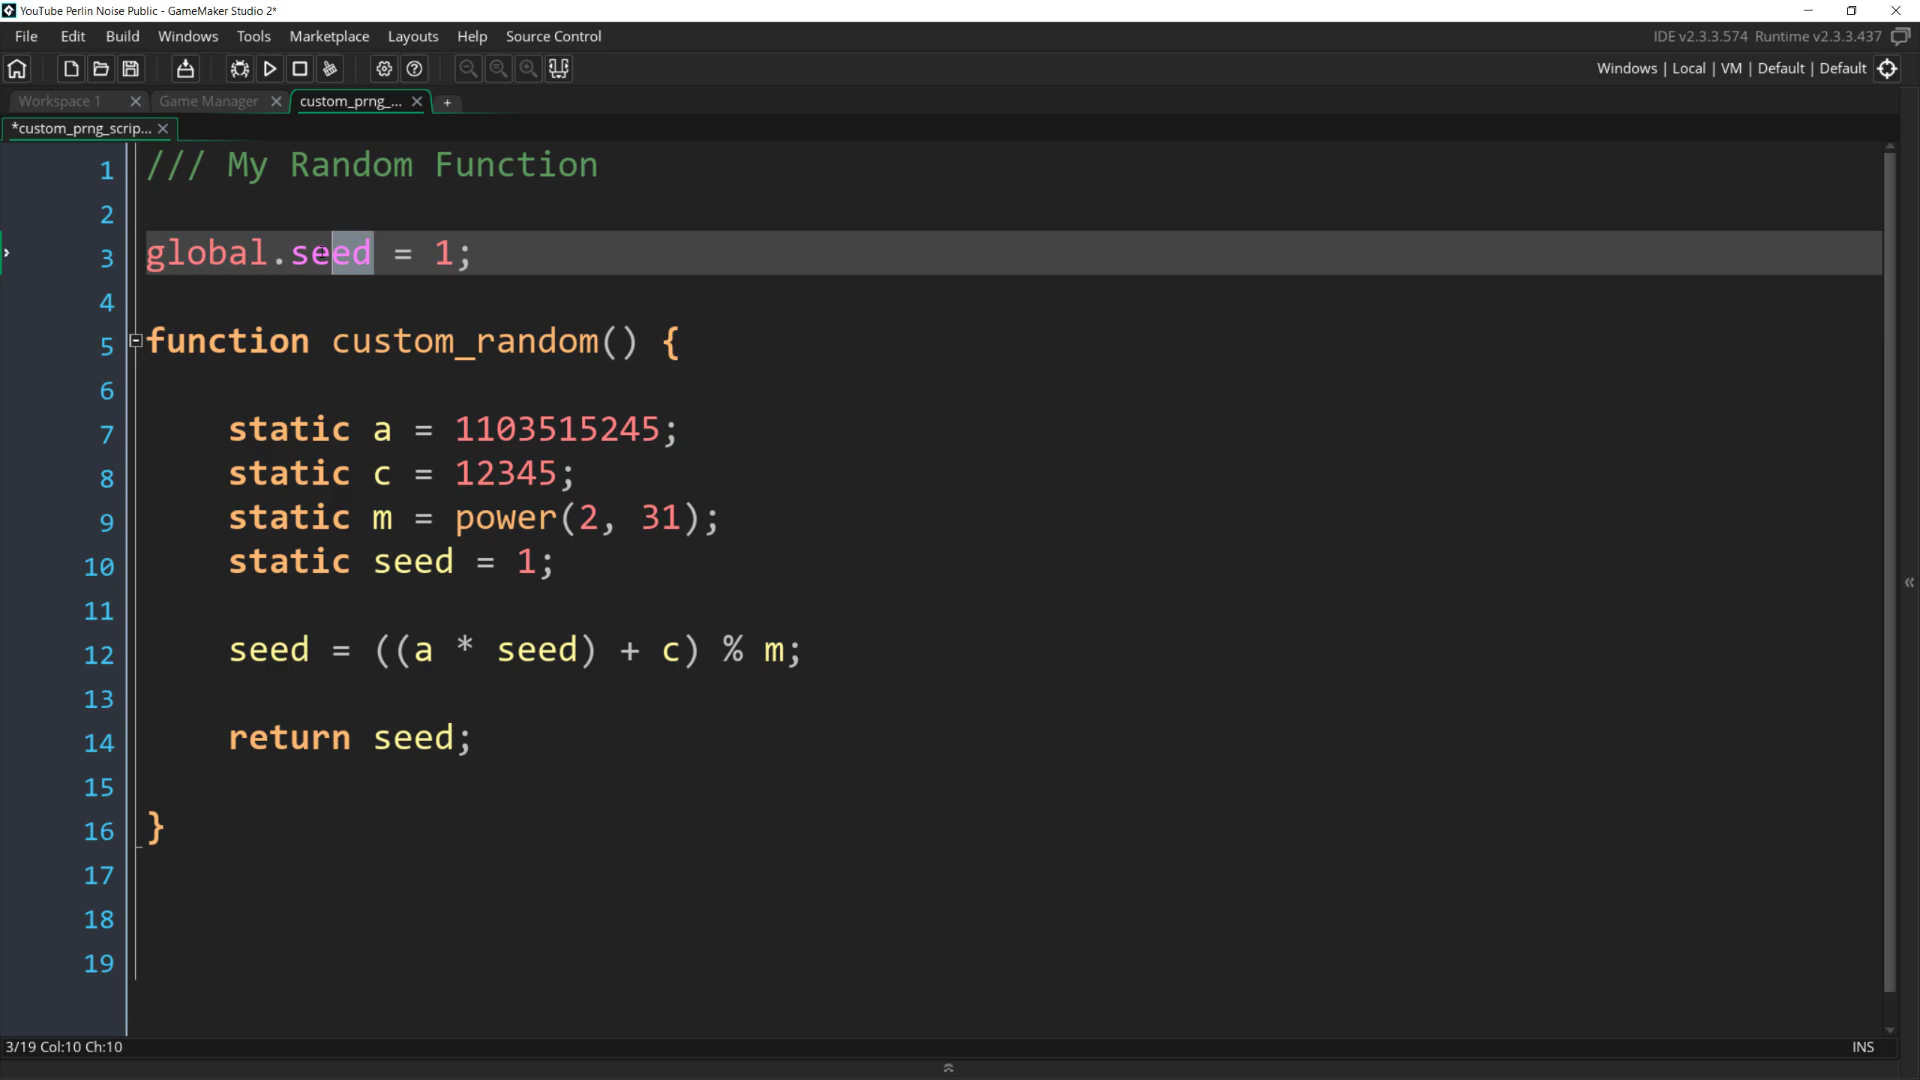 YouTube Perlin Noise Public - GameMaker Studio 2*
File Edit Build Windows Tools Marketplace Layouts Help Source Control
IDE v2.3.3.574 Runtime v2.3.3.437
Windows | Local | VM | Default | Default
Workspace 1
Game Manager
custom_prng_...
+
*custom_prng_scrip...
1 /// My Random Function
2
3 global.seed = 1;
4
5 function custom_random() {
6
7 static a = 1103515245;
8 static c = 12345;
9 static m = power(2, 31);
10 static seed = 1;
11
12 seed = ((a * seed) + c) % m;
13
14 return seed;
15
16 }
17
18
19
3/19 Col:10 Ch:10
INS